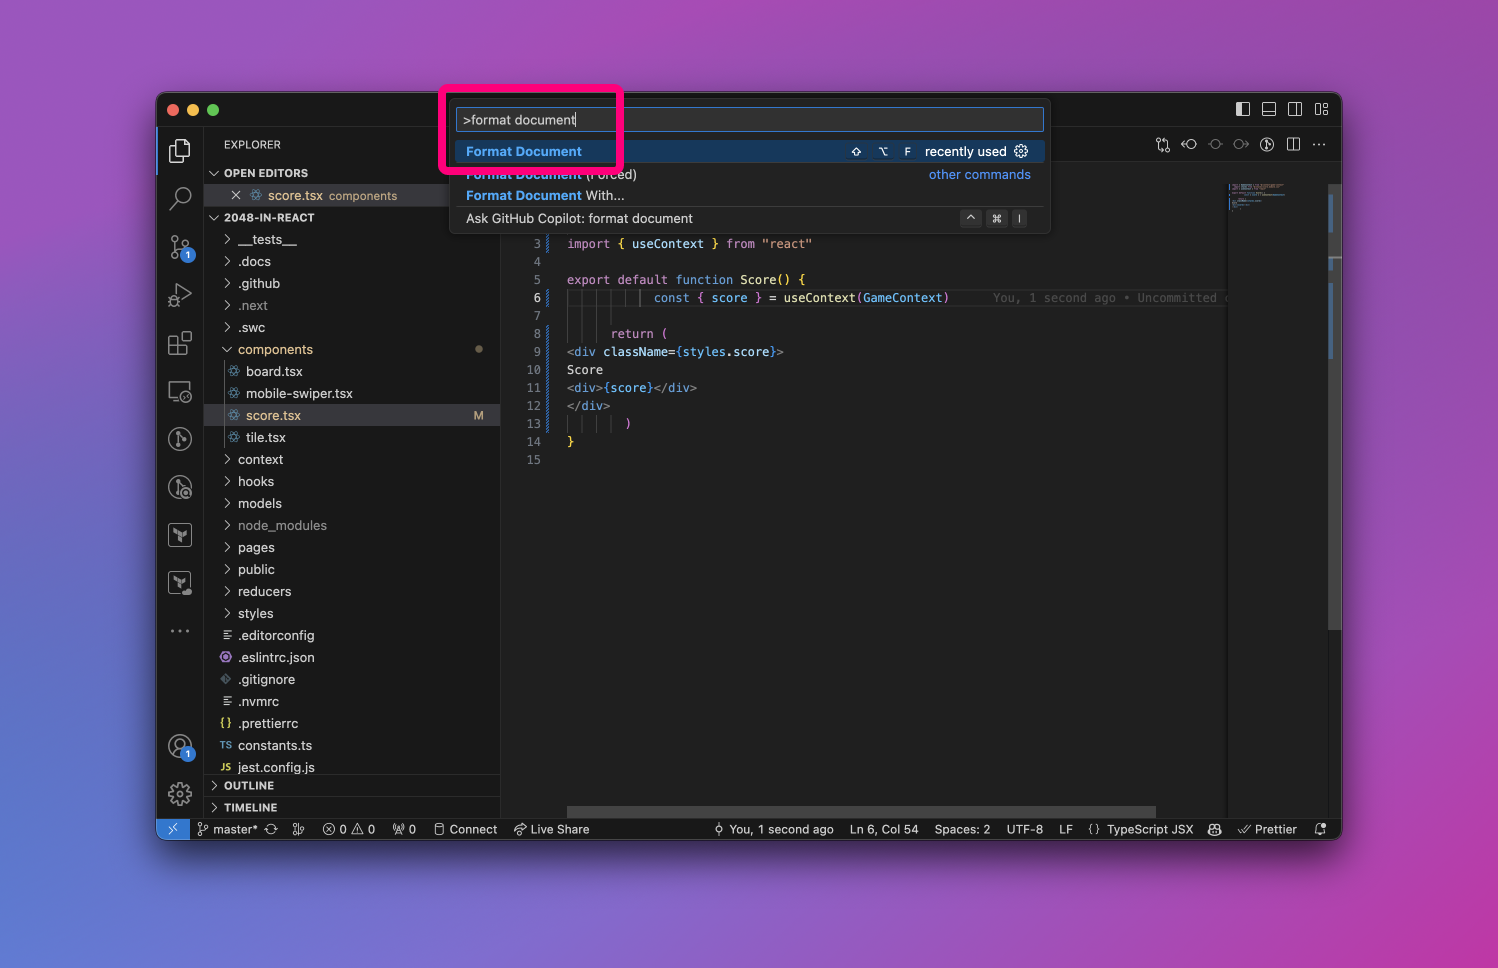 >format document
Format Document
F
recently used
Format Document (Forced)
other commands
Format Document With...
Ask GitHub Copilot: format document
^ ⌘ I
EXPLORER
OPEN EDITORS
score.tsx components
2048-IN-REACT
__tests__
.docs
.github
.next
.swc
components
board.tsx
mobile-swiper.tsx
score.tsx M
tile.tsx
context
hooks
models
node_modules
pages
public
reducers
styles
.editorconfig
.eslintrc.json
.gitignore
.nvmrc
{} .prettierrc
TS constants.ts
JS jest.config.js
OUTLINE
TIMELINE
1
1
3 import { useContext } from "react"
4
5 export default function Score() {
6 const { score } = useContext(GameContext) You, 1 second ago • Uncommitted
7
8 return (
9 <div className={styles.score}>
10 Score
11 <div>{score}</div>
12 </div>
13 )
14 }
15
master* 0 0 0 Connect Live Share You, 1 second ago Ln 6, Col 54 Spaces: 2 UTF-8 LF {} TypeScript JSX Prettier